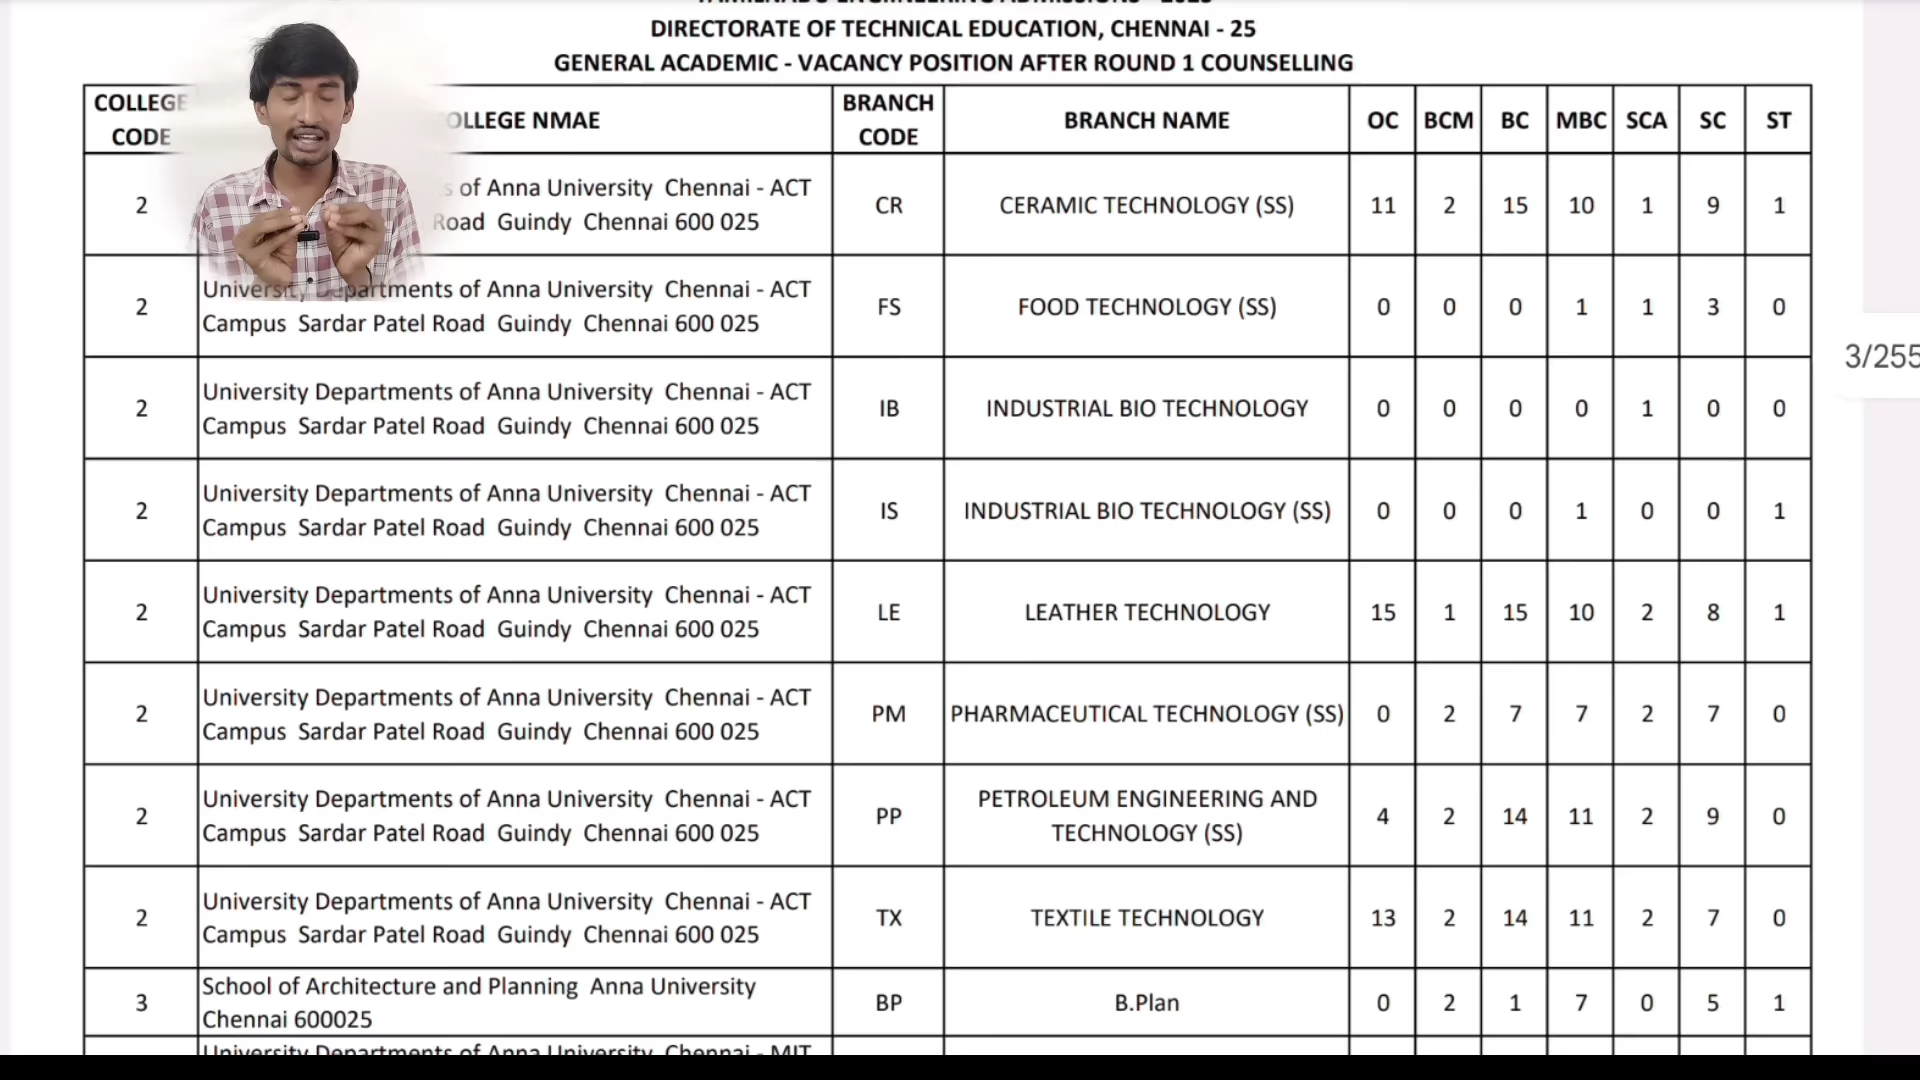 DIRECTORATE OF TECHNICAL EDUCATION, CHENNAI - 25
GENERAL ACADEMIC - VACANCY POSITION AFTER ROUND 1 COUNSELLING
COLLEGE CODE OLLEGE NMAE BRANCH CODE BRANCH NAME OC BCM BC MBC SCA SC ST
2 s of Anna University Chennai - ACT CR CERAMIC TECHNOLOGY (SS) 11 2 15 10 1 9 1
Road Guindy Chennai 600 025
2 University Departments of Anna University Chennai - ACT FS FOOD TECHNOLOGY (SS) 0 0 0 1 1 3 0
Campus Sardar Patel Road Guindy Chennai 600 025
2 University Departments of Anna University Chennai - ACT IB INDUSTRIAL BIO TECHNOLOGY 0 0 0 0 1 0 0
Campus Sardar Patel Road Guindy Chennai 600 025
2 University Departments of Anna University Chennai - ACT IS INDUSTRIAL BIO TECHNOLOGY (SS) 0 0 0 1 0 0 1
Campus Sardar Patel Road Guindy Chennai 600 025
2 University Departments of Anna University Chennai - ACT LE LEATHER TECHNOLOGY 15 1 15 10 2 8 1
Campus Sardar Patel Road Guindy Chennai 600 025
2 University Departments of Anna University Chennai - ACT PM PHARMACEUTICAL TECHNOLOGY (SS) 0 2 7 7 2 7 0
Campus Sardar Patel Road Guindy Chennai 600 025
2 University Departments of Anna University Chennai - ACT PP PETROLEUM ENGINEERING AND 4 2 14 11 2 9 0
Campus Sardar Patel Road Guindy Chennai 600 025 TECHNOLOGY (SS)
2 University Departments of Anna University Chennai - ACT TX TEXTILE TECHNOLOGY 13 2 14 11 2 7 0
Campus Sardar Patel Road Guindy Chennai 600 025
3 School of Architecture and Planning Anna University BP B.Plan 0 2 1 7 0 5 1
Chennai 600025
University Departments of Anna University Chennai - MIT
3/255